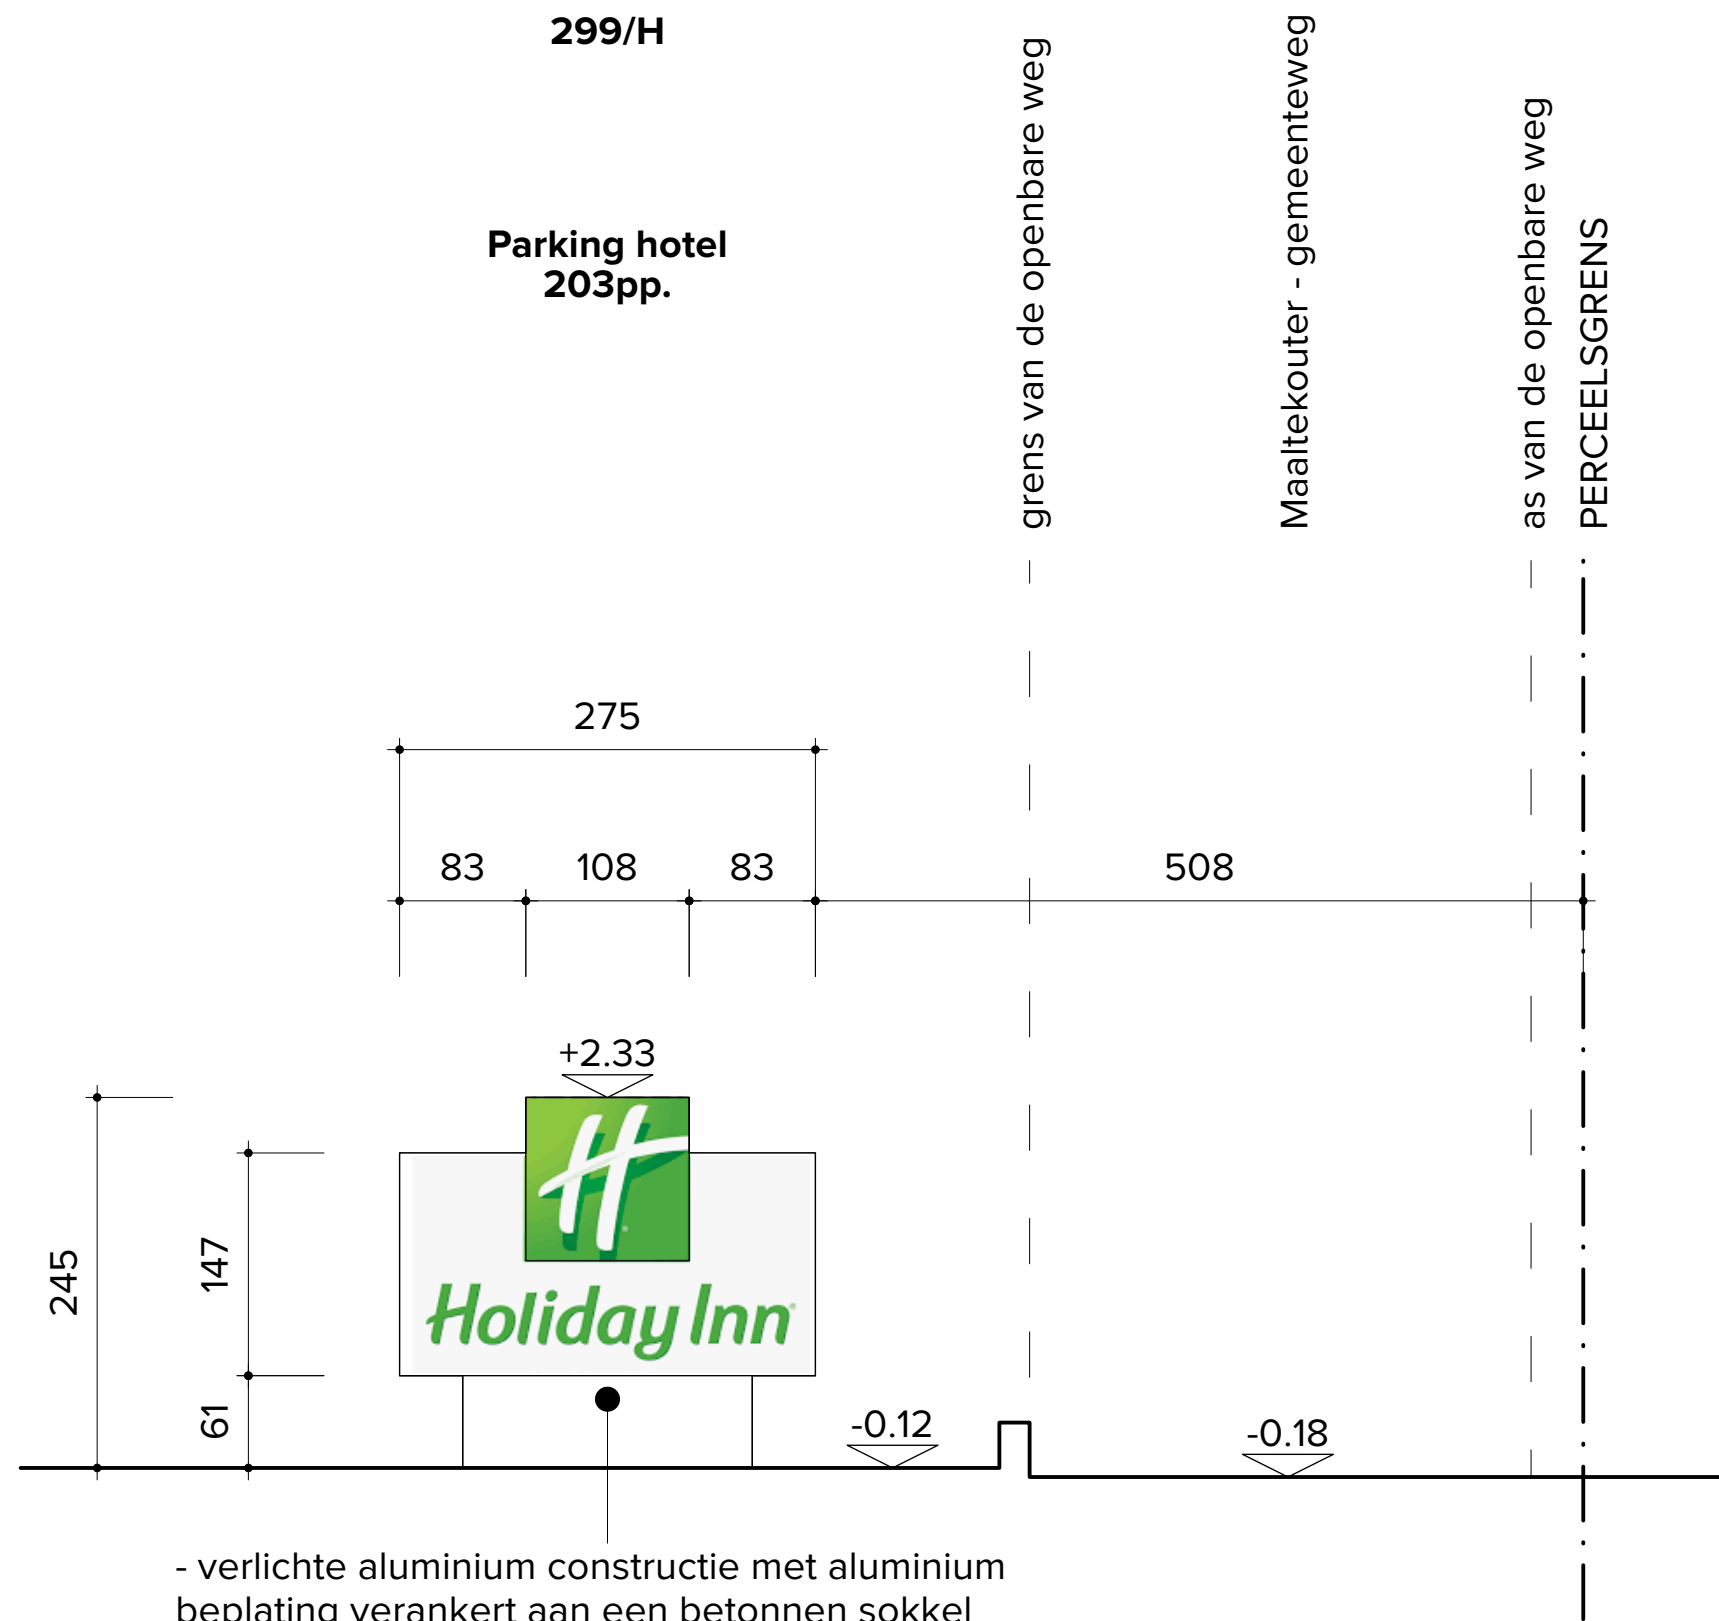 299/H
Parking hotel
203pp.
grens van de openbare weg
Maaltekouter - gemeenteweg
as van de openbare weg
PERCEELSGRENS
275
83
108
83
508
+2.33
245
147
61
H
Holiday Inn
-0.12
-0.18
- verlichte aluminium constructie met aluminium
beplating verankert aan een betonnen sokkel